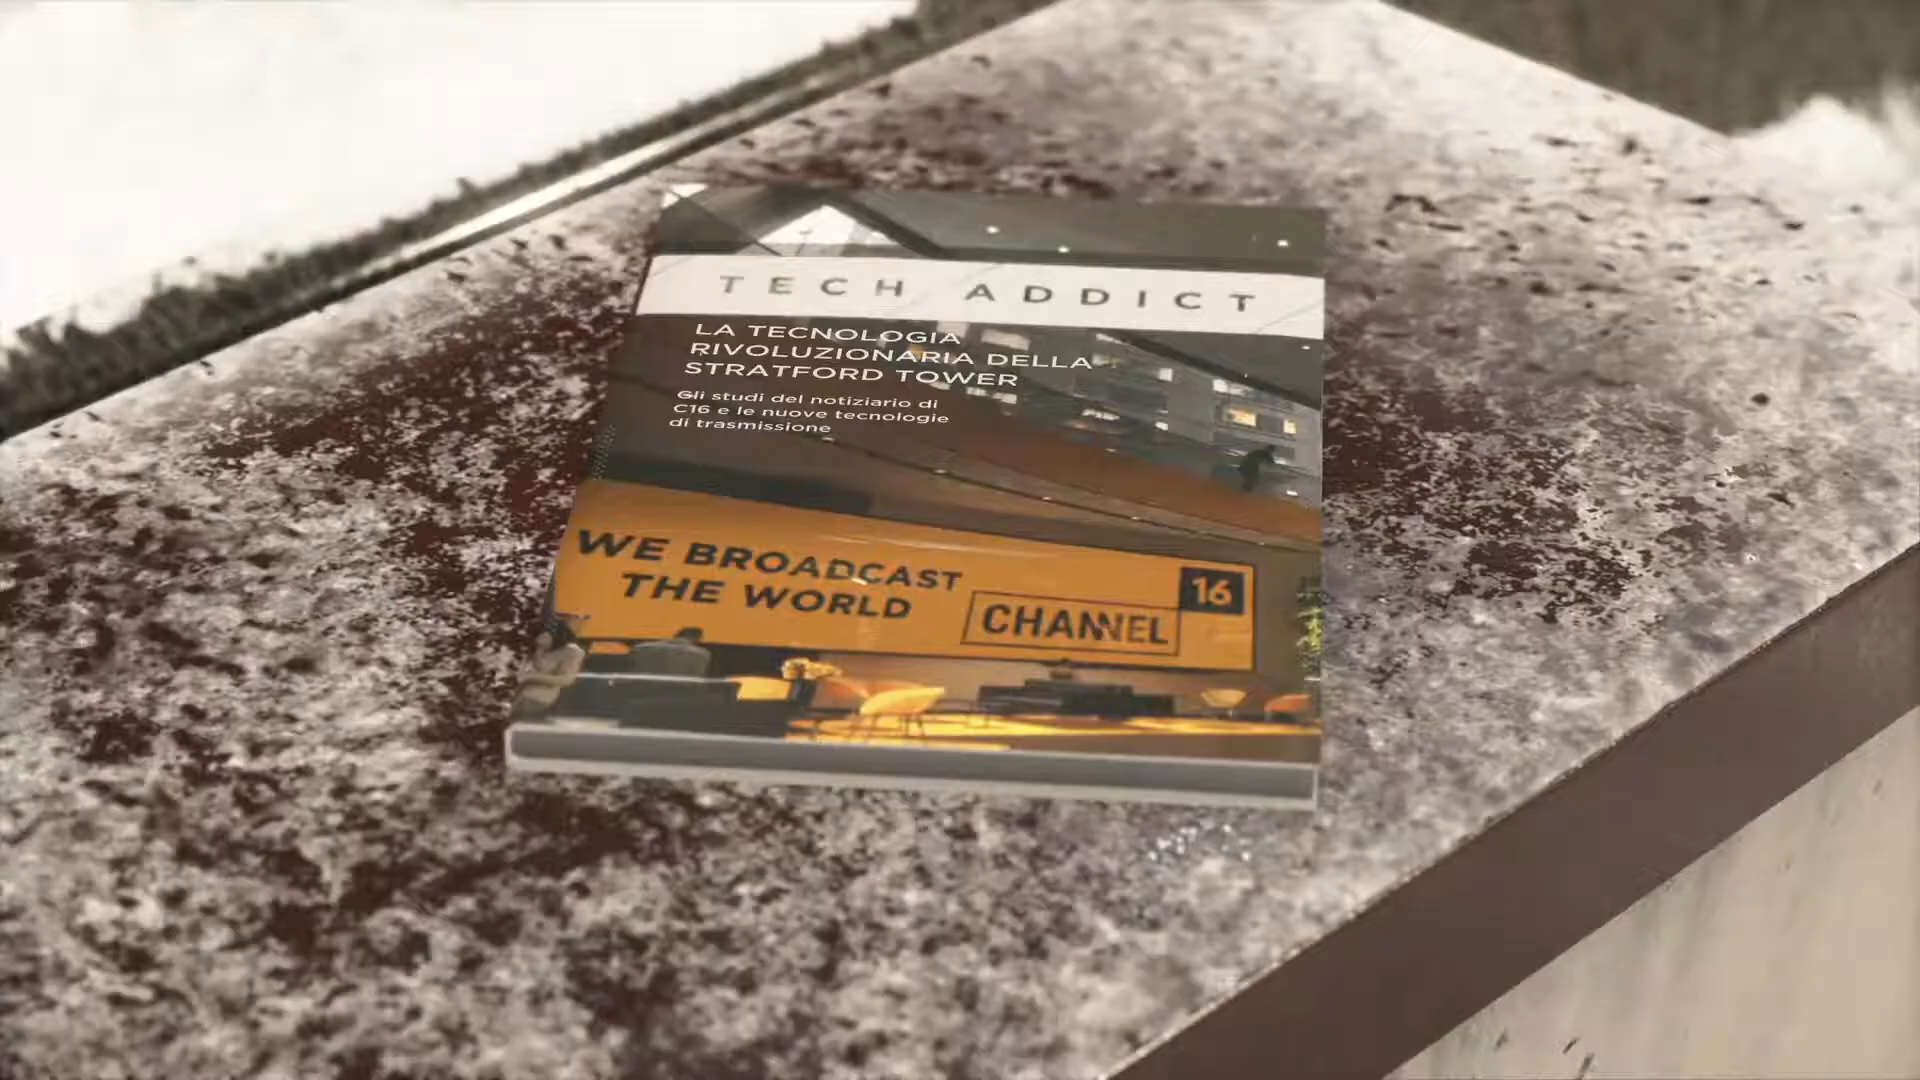 TECH ADDICT
LA TECNOLOGIA
RIVOLUZIONARIA DELLA
STRATFORD TOWER
Gli studi del notiziario di
C16 e le nuove tecnologie
di trasmissione
WE BROADCAST
THE WORLD
CHANNEL
16